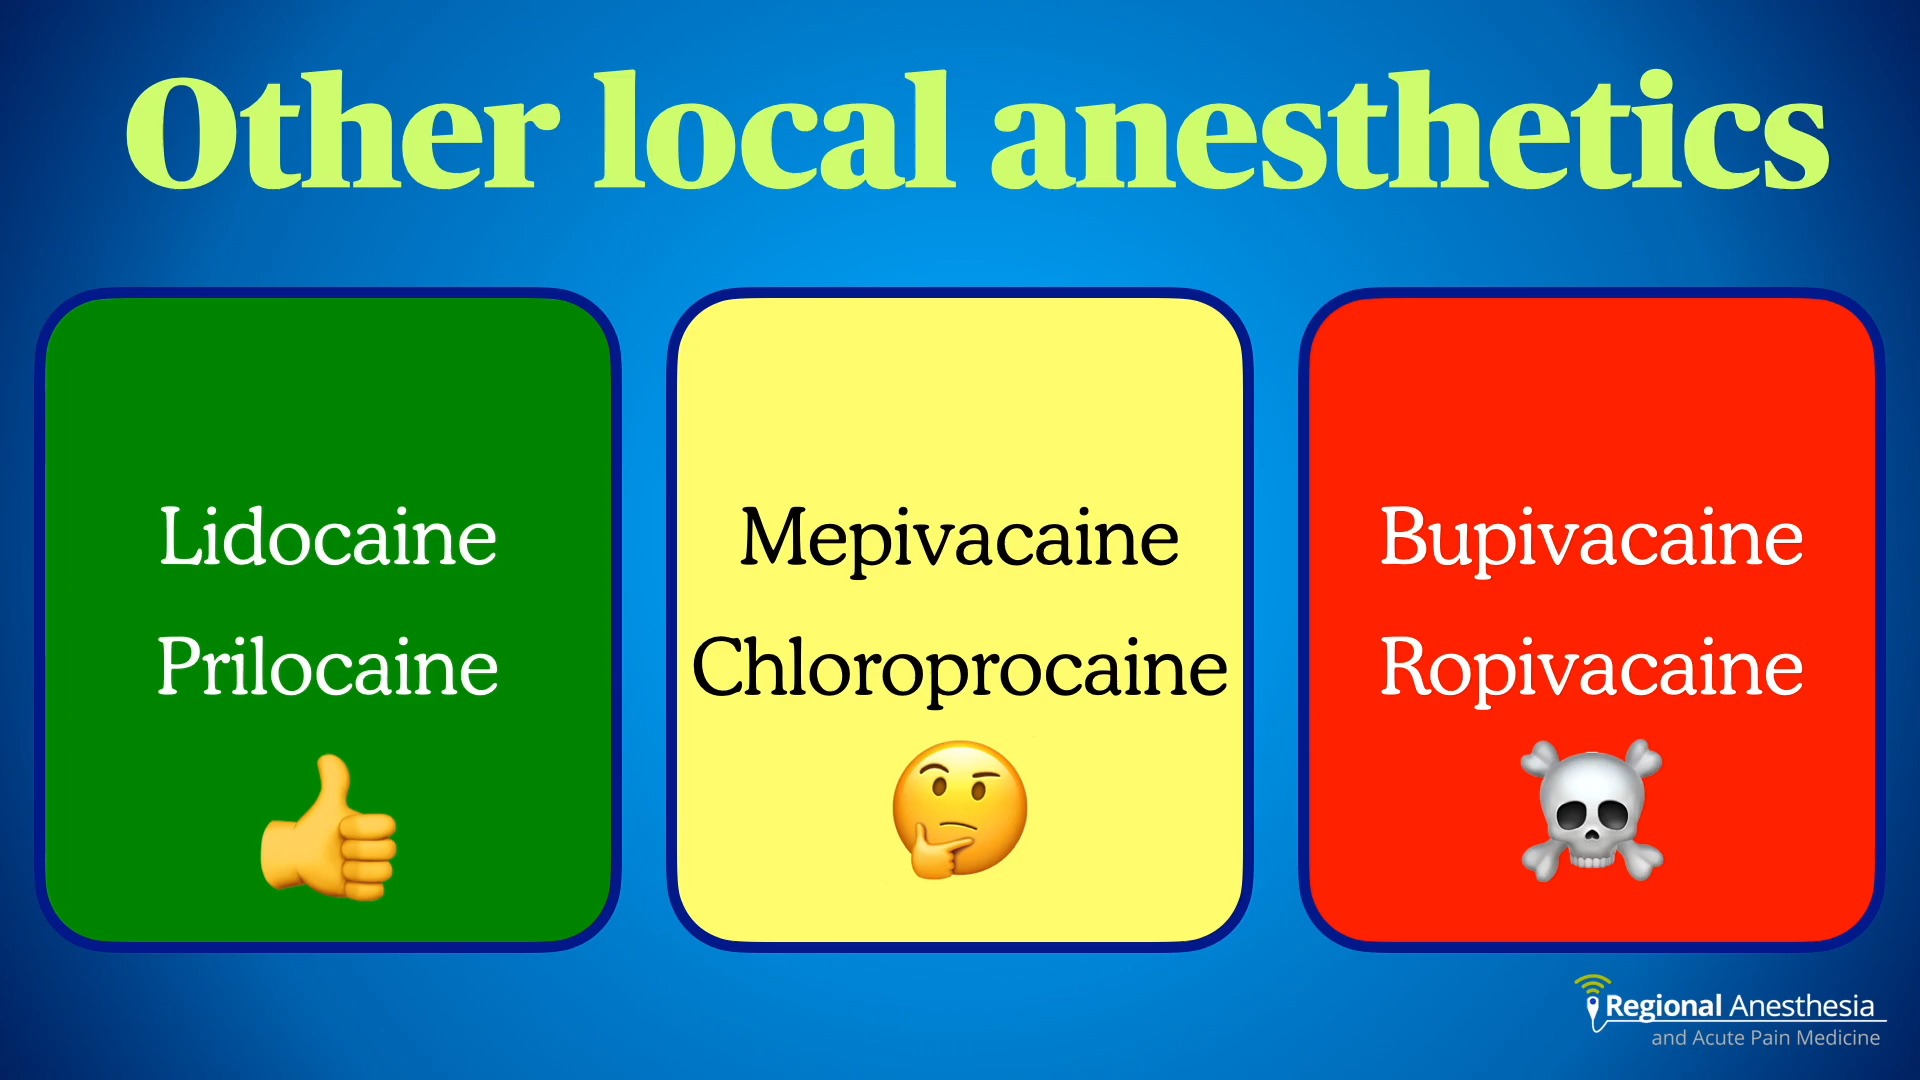 Other local anesthetics
Lidocaine
Prilocaine
Mepivacaine
Chloroprocaine
Bupivacaine
Ropivacaine
Regional Anesthesia
and Acute Pain Medicine